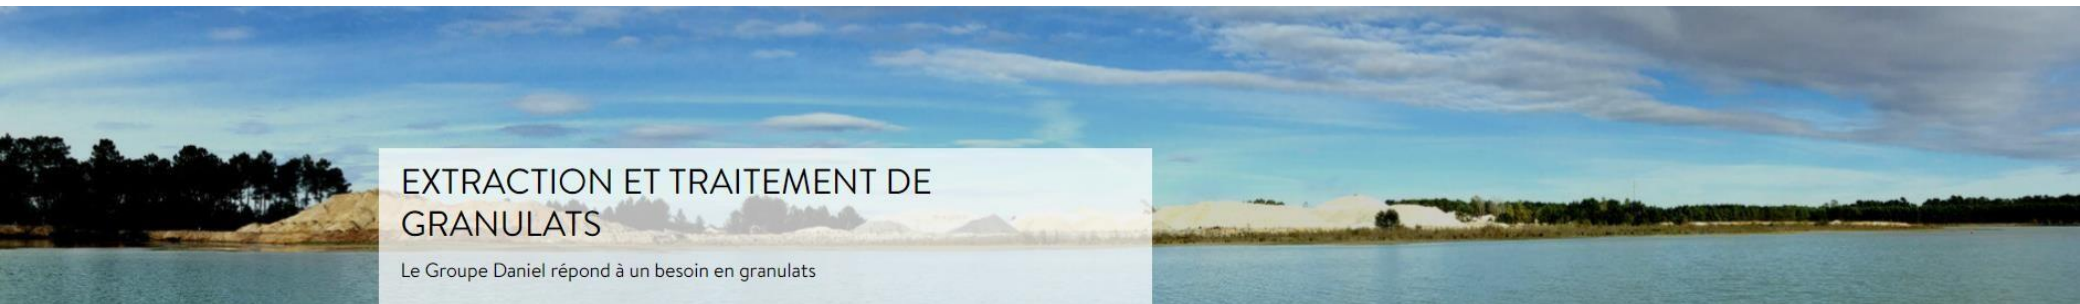 EXTRACTION ET TRAITEMENT DE
GRANULATS
Le Groupe Daniel répond à un besoin en granulats